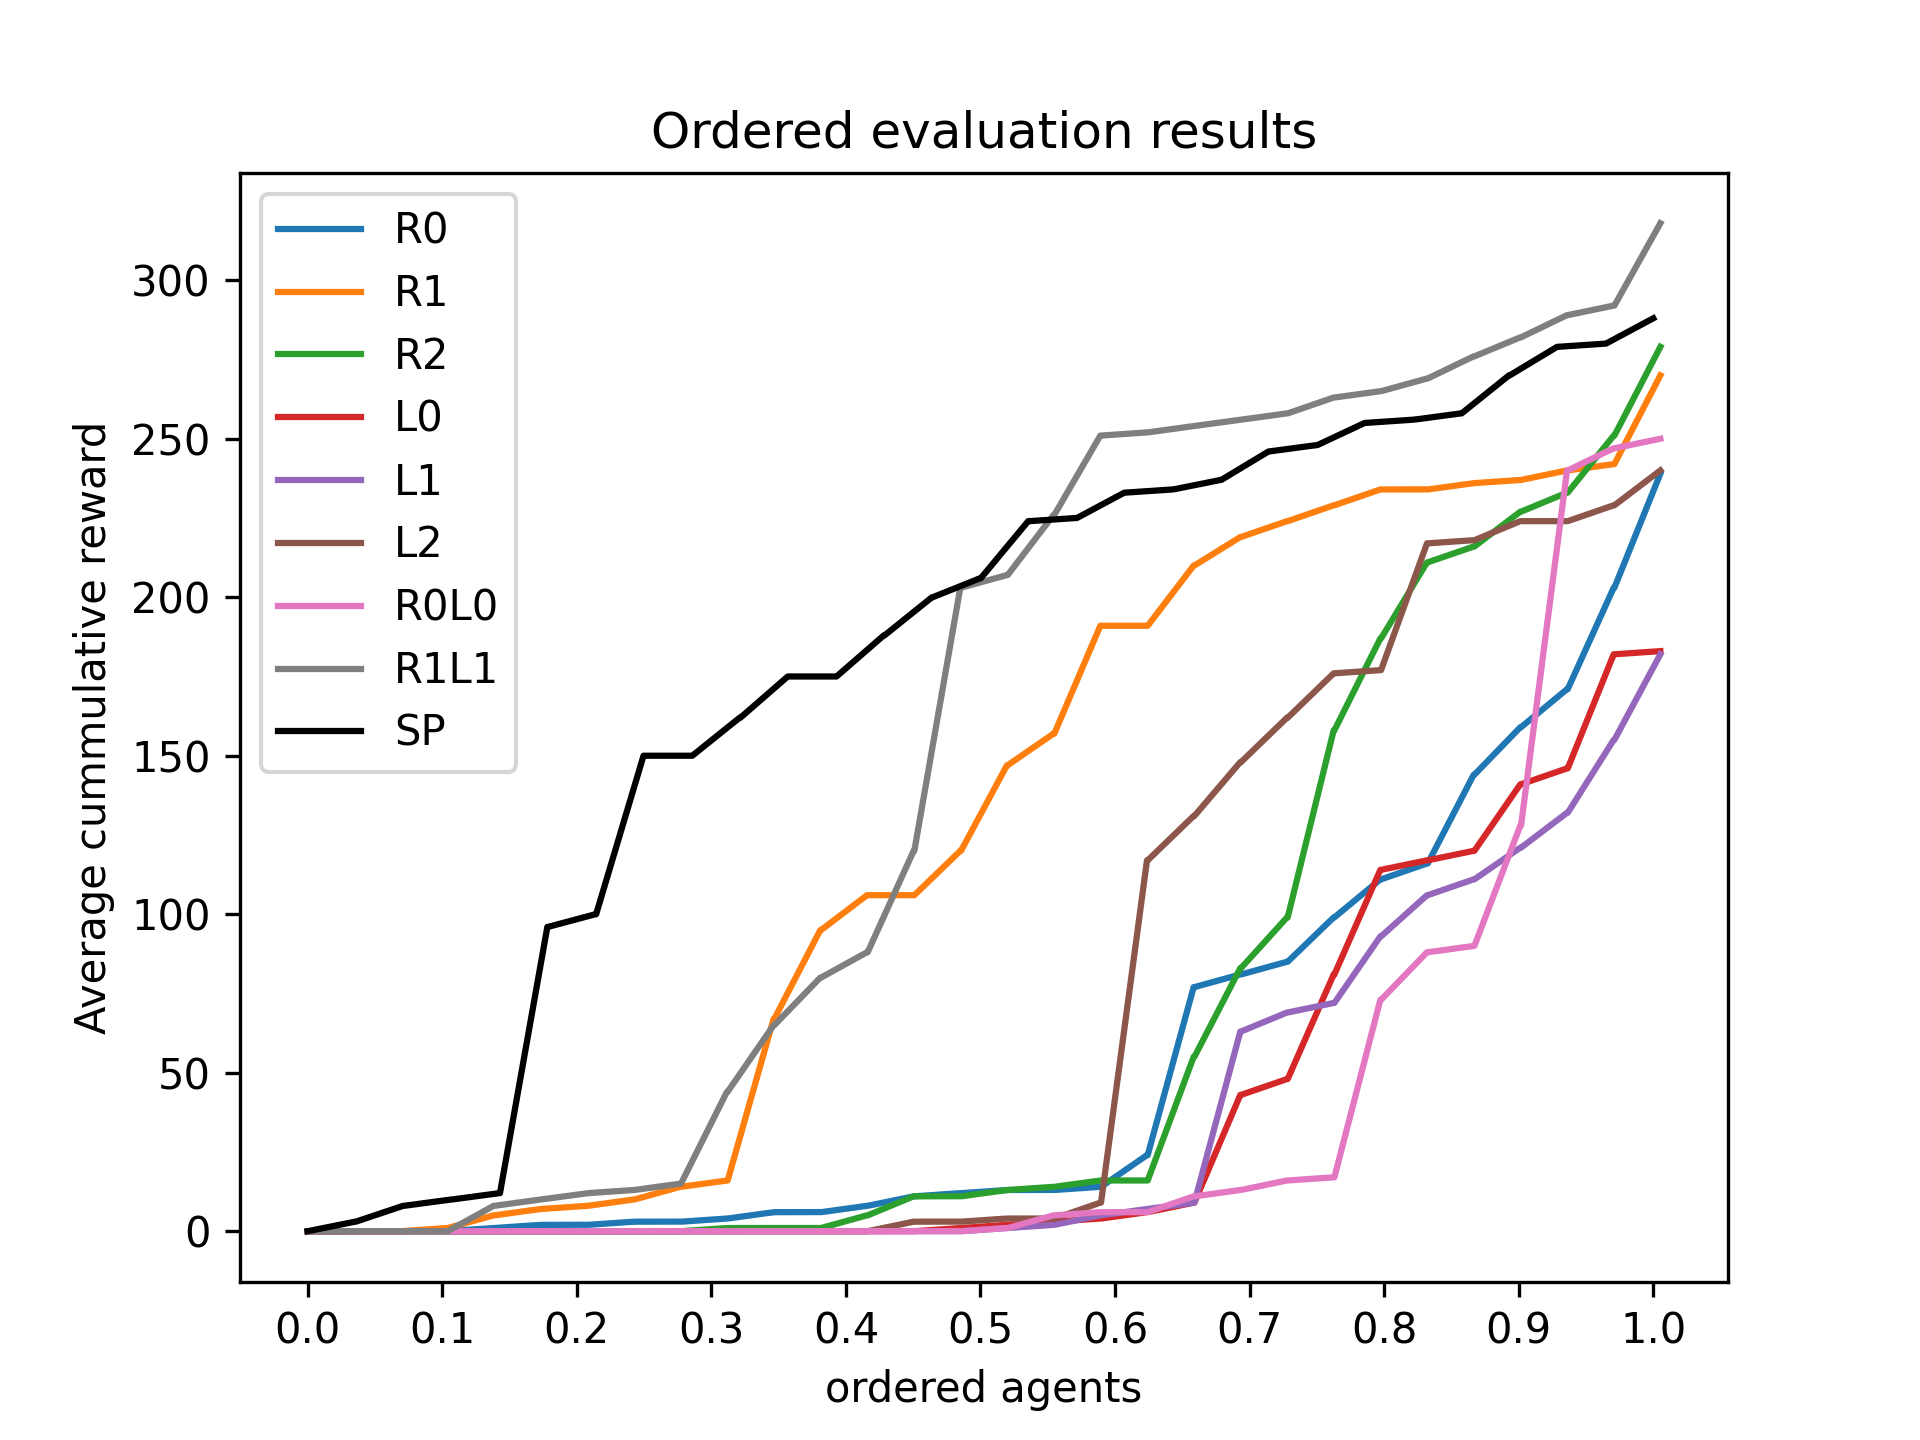 Ordered evaluation results
Average cummulative reward
300
250
200
150
100
50
0
R0
R1
R2
L0
L1
L2
R0L0
R1L1
SP
0.0 0.1 0.2 0.3 0.4 0.5 0.6 0.7 0.8 0.9 1.0
ordered agents